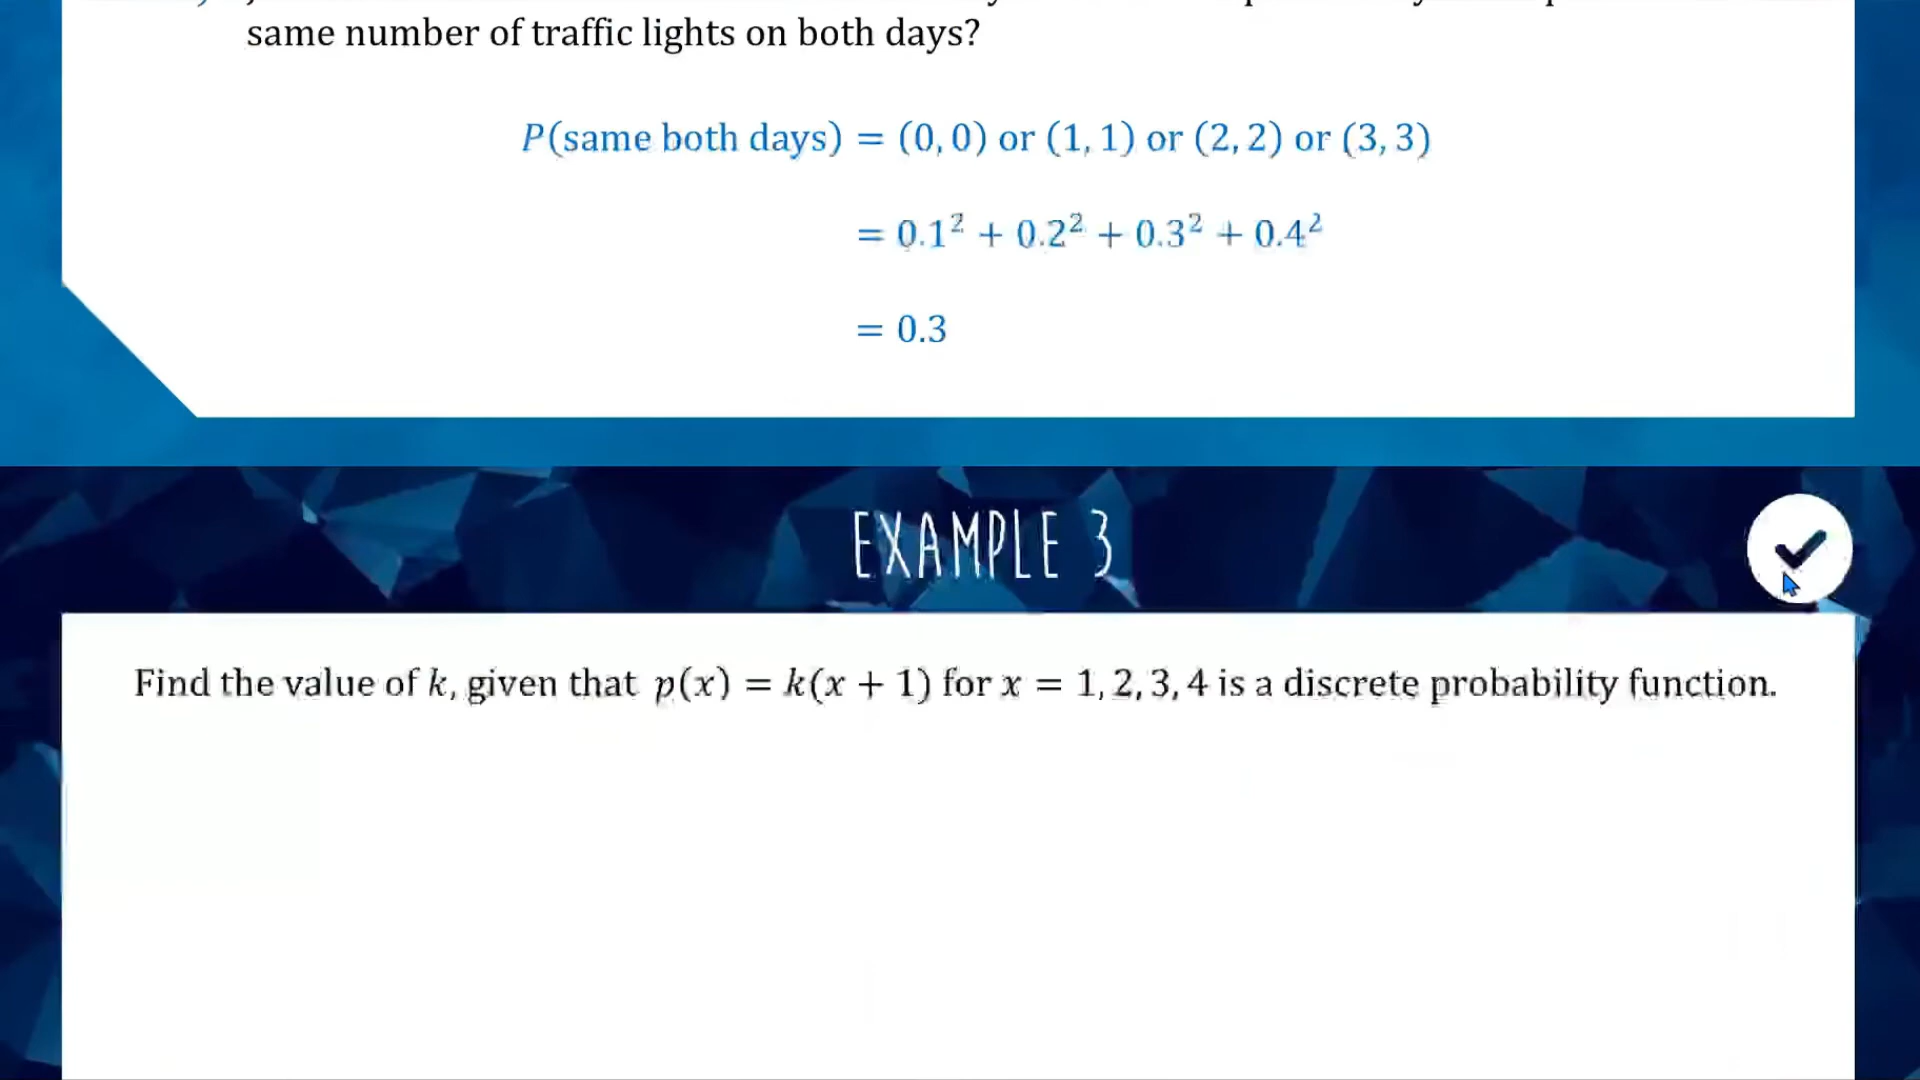 same number of traffic lights on both days?
P(same both days) = (0, 0) or (1, 1) or (2, 2) or (3, 3)
= 0.1² + 0.2² + 0.3² + 0.4²
= 0.3
EXAMPLE 3
Find the value of k, given that p(x) = k(x + 1) for x = 1, 2, 3, 4 is a discrete probability function.